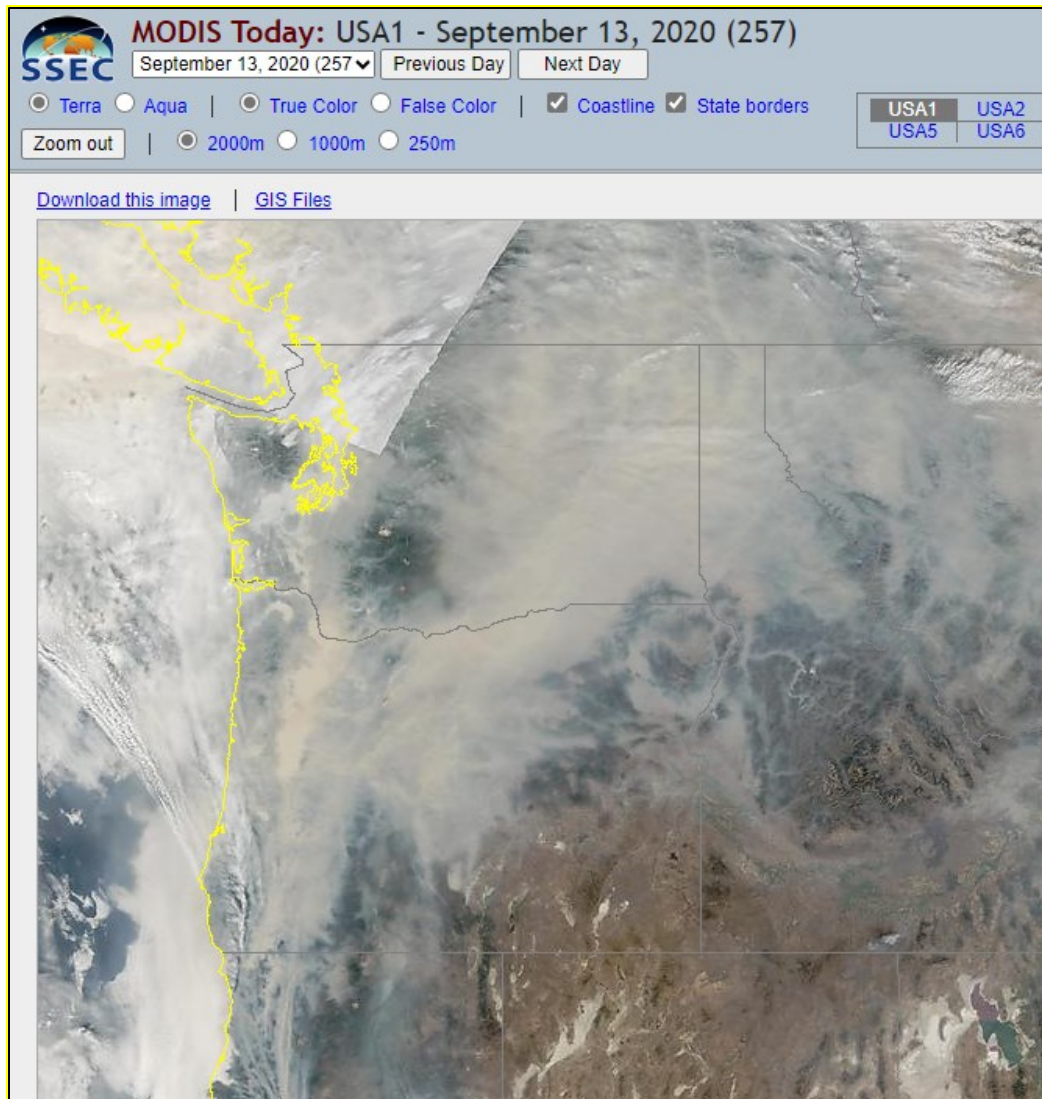 SSEC
MODIS Today: USA1 - September 13, 2020 (257)
September 13, 2020 (257 Previous Day Next Day
Terra Aqua | True Color False Color | Coastline State borders
USA1 USA2
USA5 USA6
Zoom out | 2000m 1000m 250m
Download this image | GIS Files